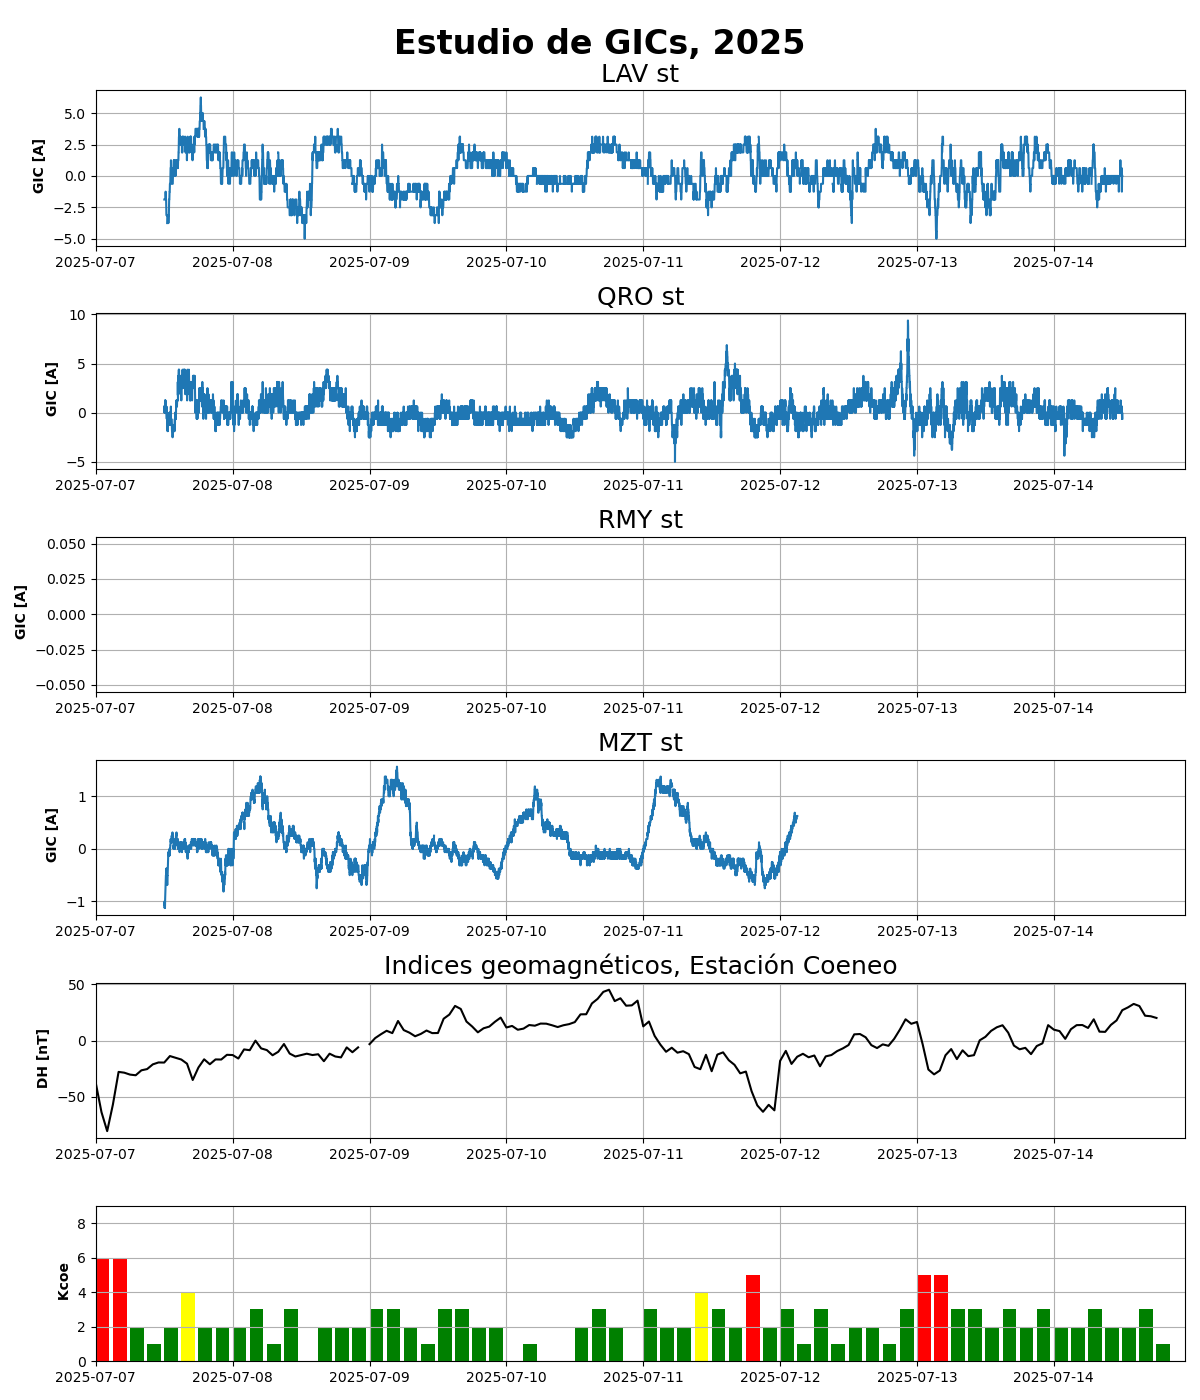 Estudio de GICs, 2025
LAV st
GIC [A]
5.0
2.5
0.0
−2.5
−5.0
2025-07-07 2025-07-08 2025-07-09 2025-07-10 2025-07-11 2025-07-12 2025-07-13 2025-07-14
QRO st
GIC [A]
10
5
0
−5
2025-07-07 2025-07-08 2025-07-09 2025-07-10 2025-07-11 2025-07-12 2025-07-13 2025-07-14
RMY st
GIC [A]
0.050
0.025
0.000
−0.025
−0.050
2025-07-07 2025-07-08 2025-07-09 2025-07-10 2025-07-11 2025-07-12 2025-07-13 2025-07-14
MZT st
GIC [A]
1
0
−1
2025-07-07 2025-07-08 2025-07-09 2025-07-10 2025-07-11 2025-07-12 2025-07-13 2025-07-14
Indices geomagnéticos, Estación Coeneo
DH [nT]
50
0
−50
2025-07-07 2025-07-08 2025-07-09 2025-07-10 2025-07-11 2025-07-12 2025-07-13 2025-07-14
Kcoe
8
6
4
2
0
2025-07-07 2025-07-08 2025-07-09 2025-07-10 2025-07-11 2025-07-12 2025-07-13 2025-07-14